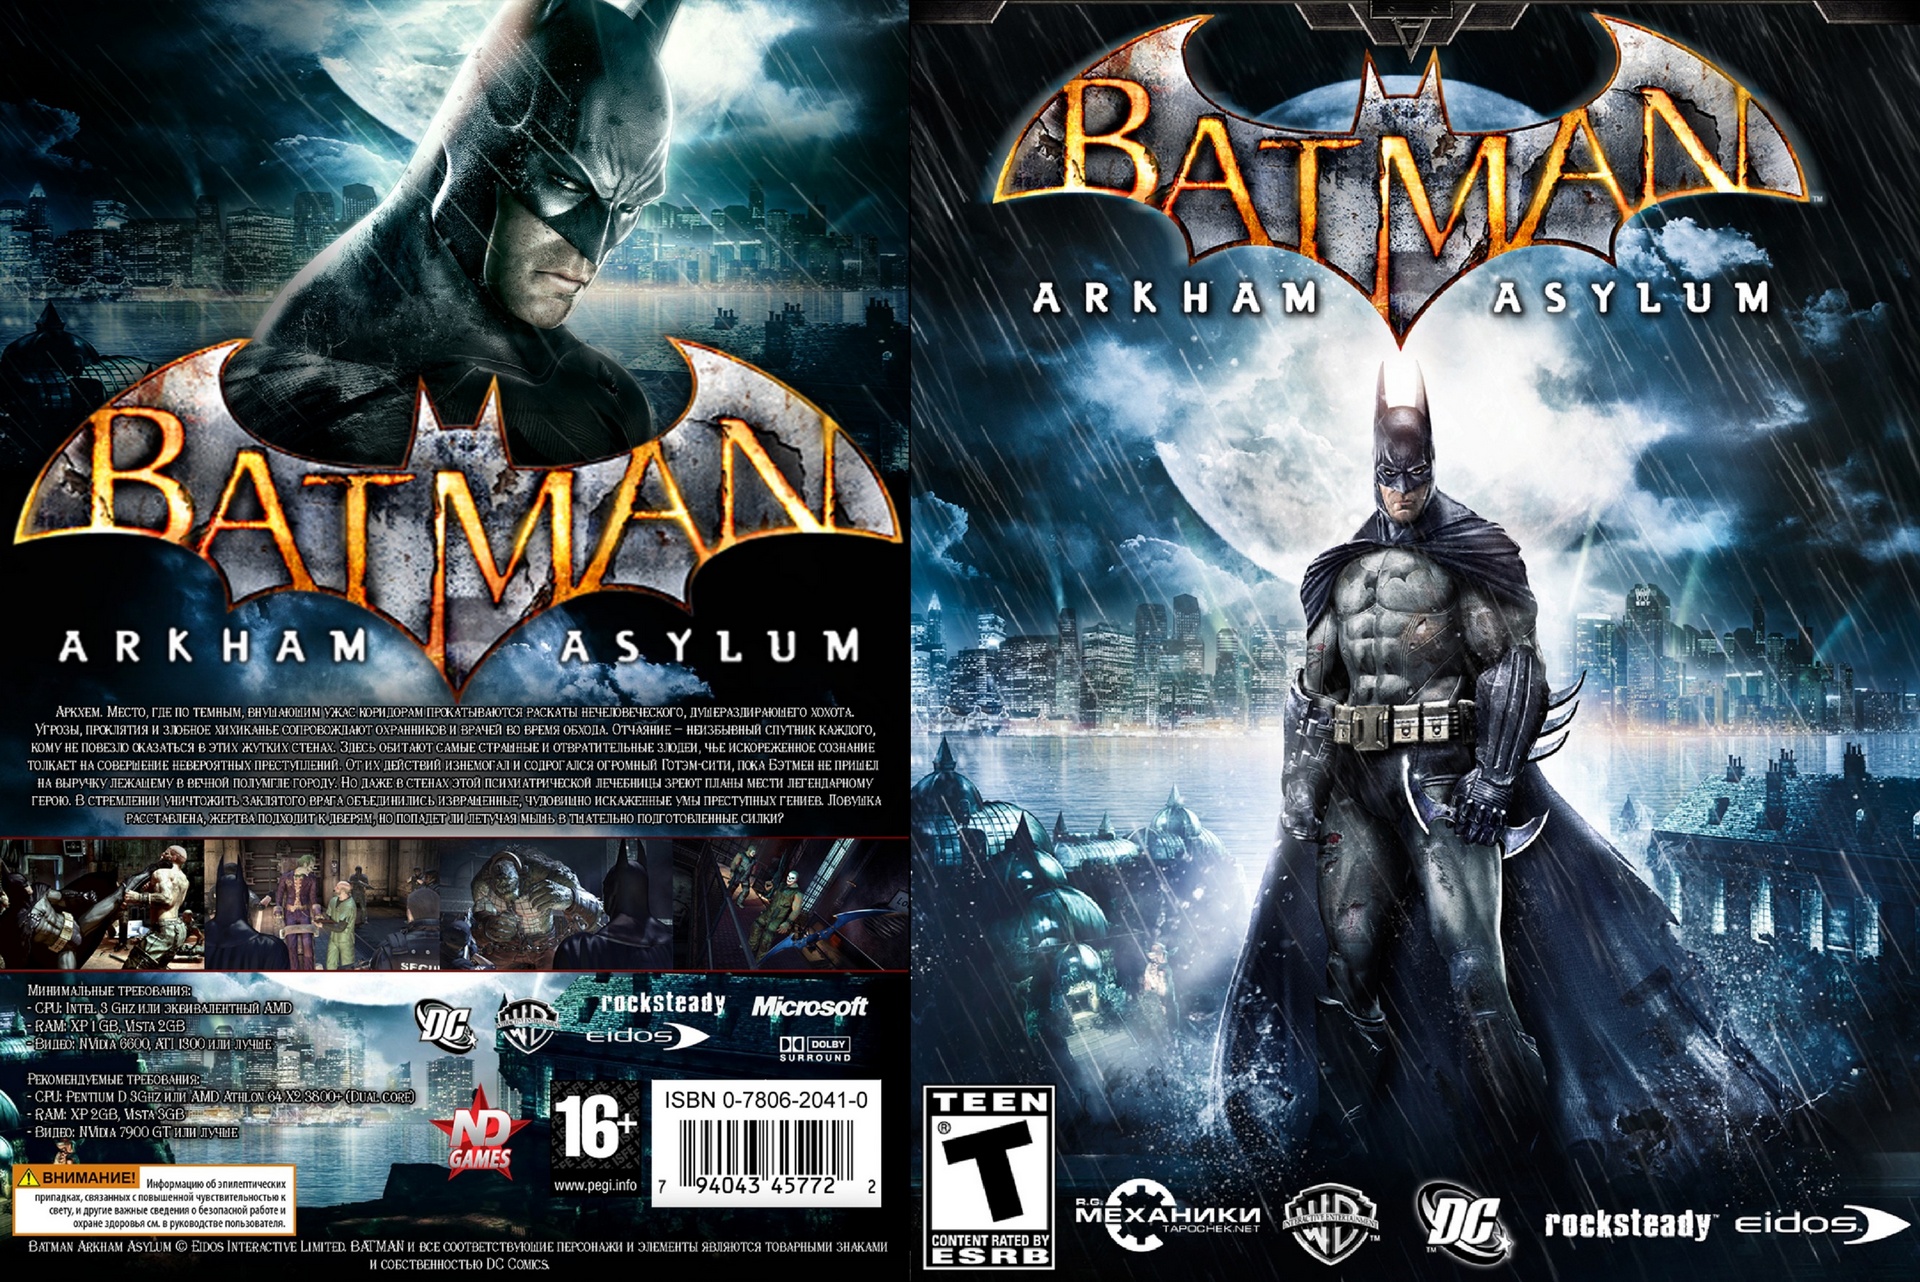 BATMAN
ARKHAM ASYLUM
Аркхем. Место, где по темным, внушающим ужас коридорам прокатываются раскаты нечеловеческого, душераздирающего хохота.
Угрозы, проклятия и злобное хихиканье сопровождают охранников и врачей во время обхода. Отчаяние – неизбывный спутник каждого,
кому не повезло оказаться в этих жутких стенах. Здесь обитают самые страшные и отвратительные злодеи, чье искореженное сознание
толкает на совершение невероятных преступлений. От их действий изнемогал и содрогался огромный Готэм-сити, пока Бэтмен не пришел
на выручку лежащему в вечной полумгле городу. Но даже в стенах этой психиатрической лечебницы зреют планы мести легендарному
герою. В стремлении уничтожить заклятого врага объединились извращенные, чудовищно искаженные умы преступных гениев. Ловушка
расставлена, жертва подходит к дверям, но попадет ли летучая мышь в тщательно подготовленные силки?
SECU
Минимальные требования:
- CPU: Intel 3 Ghz или эквивалентный AMD
- RAM: XP 1 GB, Vista 2GB
- Видео: NVidia 6600, ATI 1300 или лучше
Рекомендуемые требования:
- CPU: Pentium D 3Ghz или AMD Athlon 64 X2 3800+ (Dual core)
- RAM: XP 2GB, Vista 3GB
- Видео: NVidia 7900 GT или лучше
DC
rocksteady
eidos
Microsoft
DOLBY
SURROUND
ND
GAMES
16+
www.pegi.info
ISBN 0-7806-2041-0
7 94043 45772 2
ВНИМАНИЕ! Информацию об эпилептических
припадках, связанных с повышенной чувствительностью к
свету, и другие важные сведения о безопасной работе и
охране здоровья см. в руководстве пользователя.
Batman Arkham Asylum © Eidos Interactive Limited. BATMAN и все соответствующие персонажи и элементы являются товарными знаками
и собственностью DC Comics.
BATMAN™
ARKHAM ASYLUM
TEEN
T®
CONTENT RATED BY
ESRB
R.G.
МЕХАНИКИ
TAPOCHEK.NET
WB
INTERACTIVE ENTERTAINMENT™
DC™
rocksteady™
eidos